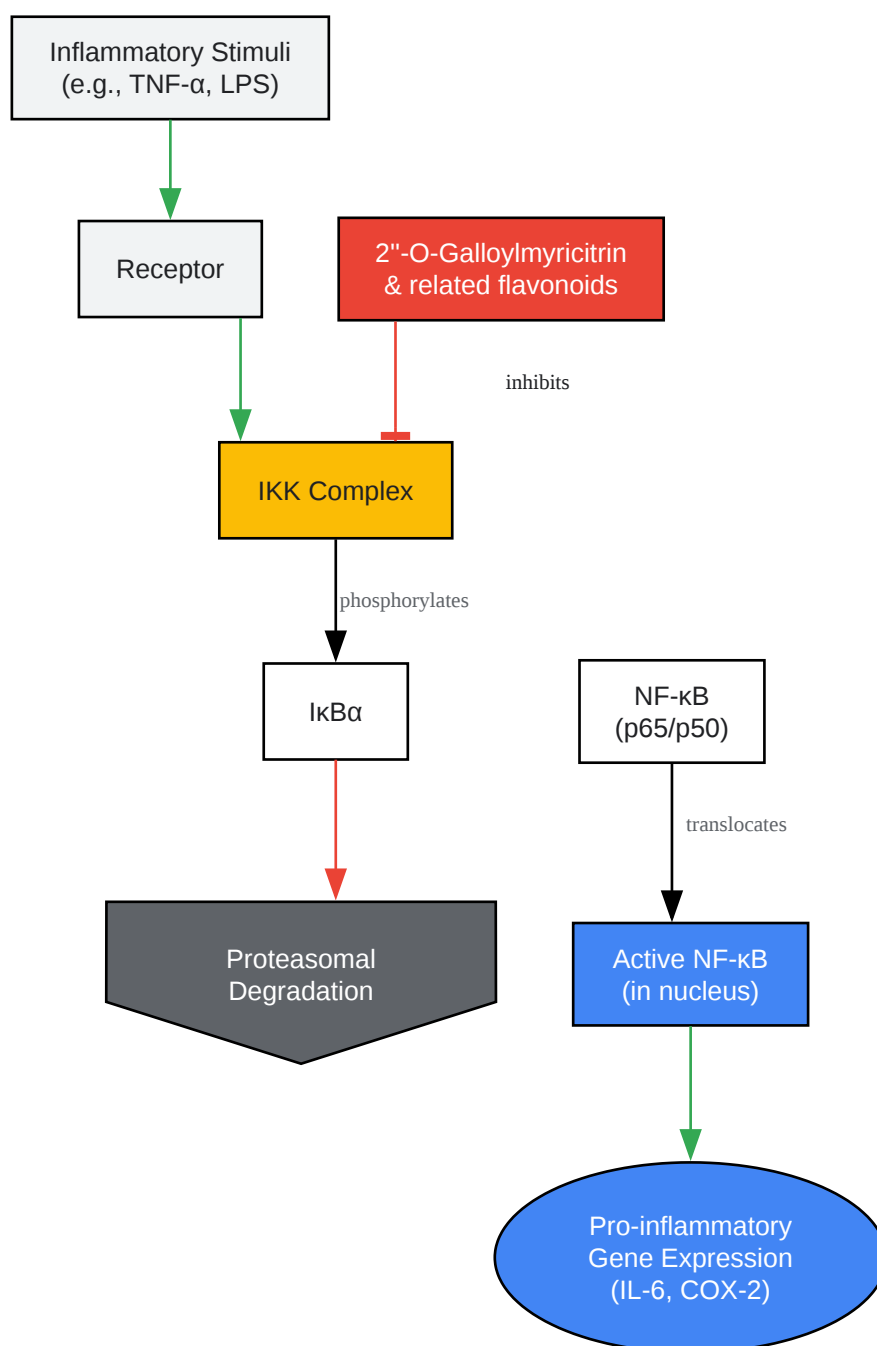 Inflammatory Stimuli
(e.g., TNF-α, LPS)
Receptor
2"-O-Galloylmyricitrin
& related flavonoids
inhibits
IKK Complex
phosphorylates
IκBα
NF-κB
(p65/p50)
translocates
Proteasomal
Degradation
Active NF-κB
(in nucleus)
Pro-inflammatory
Gene Expression
(IL-6, COX-2)